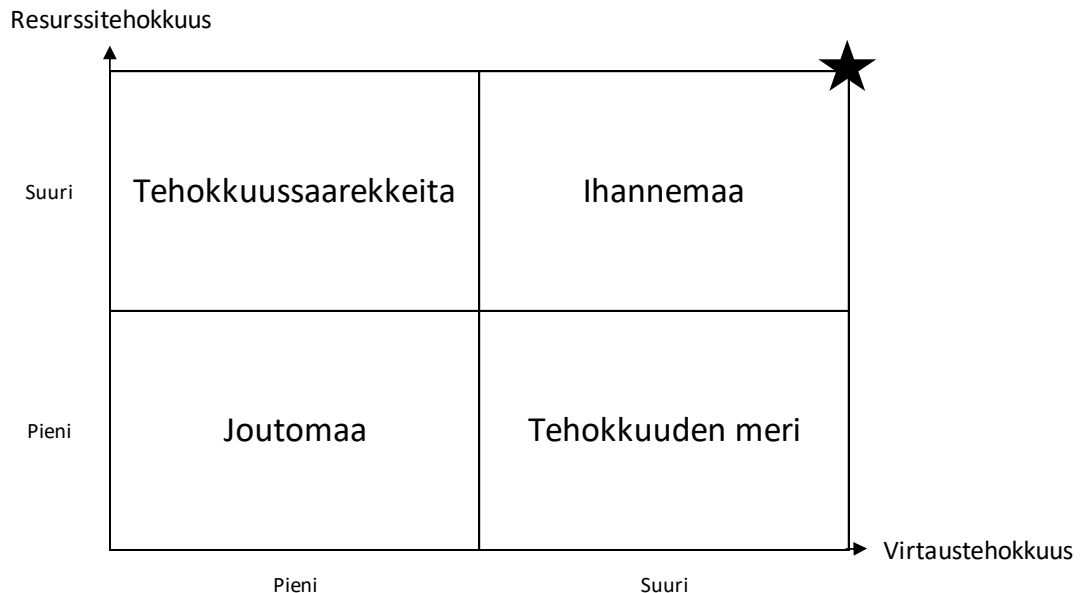 Resurssitehokkuus
Suuri
Tehokkuussaarekkeita
Ihannemaa
Pieni
Joutomaa
Tehokkuuden meri
Virtaustehokkuus
Pieni
Suuri